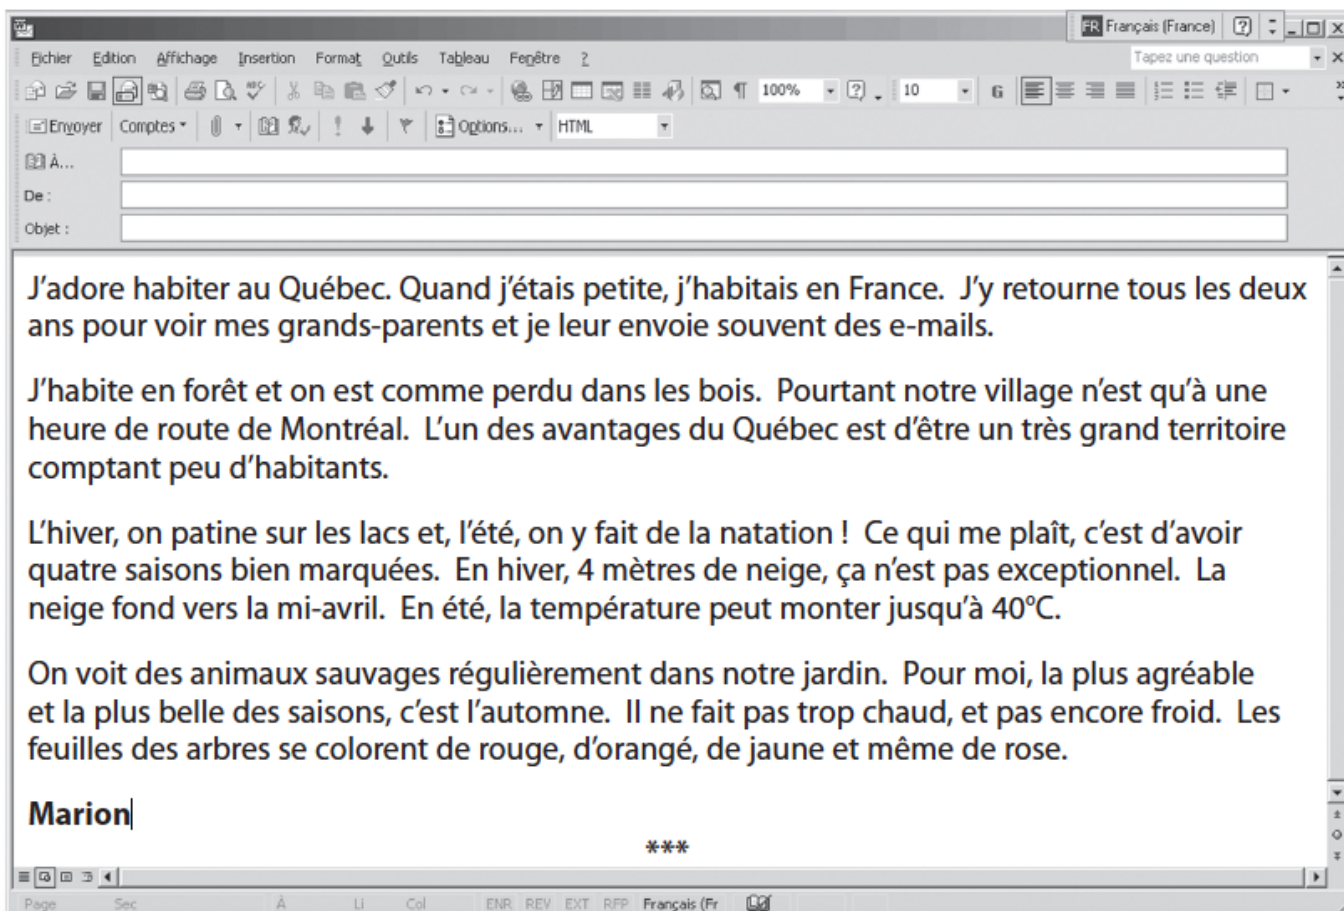 FR Français (France)
Fichier Edition Affichage Insertion Format Outils Tableau Fenêtre ?
Tapez une question
100% 10 G
Envoyer Comptes Options... HTML
À...
De :
Objet :
J'adore habiter au Québec. Quand j'étais petite, j'habitais en France. J'y retourne tous les deux
ans pour voir mes grands-parents et je leur envoie souvent des e-mails.
J'habite en forêt et on est comme perdu dans les bois. Pourtant notre village n'est qu'à une
heure de route de Montréal. L'un des avantages du Québec est d'être un très grand territoire
comptant peu d'habitants.
L'hiver, on patine sur les lacs et, l'été, on y fait de la natation ! Ce qui me plaît, c'est d'avoir
quatre saisons bien marquées. En hiver, 4 mètres de neige, ça n'est pas exceptionnel. La
neige fond vers la mi-avril. En été, la température peut monter jusqu'à 40°C.
On voit des animaux sauvages régulièrement dans notre jardin. Pour moi, la plus agréable
et la plus belle des saisons, c'est l'automne. Il ne fait pas trop chaud, et pas encore froid. Les
feuilles des arbres se colorent de rouge, d'orangé, de jaune et même de rose.
Marion
***
Page Sec À Li Col ENR REV EXT RFP Français (Fr